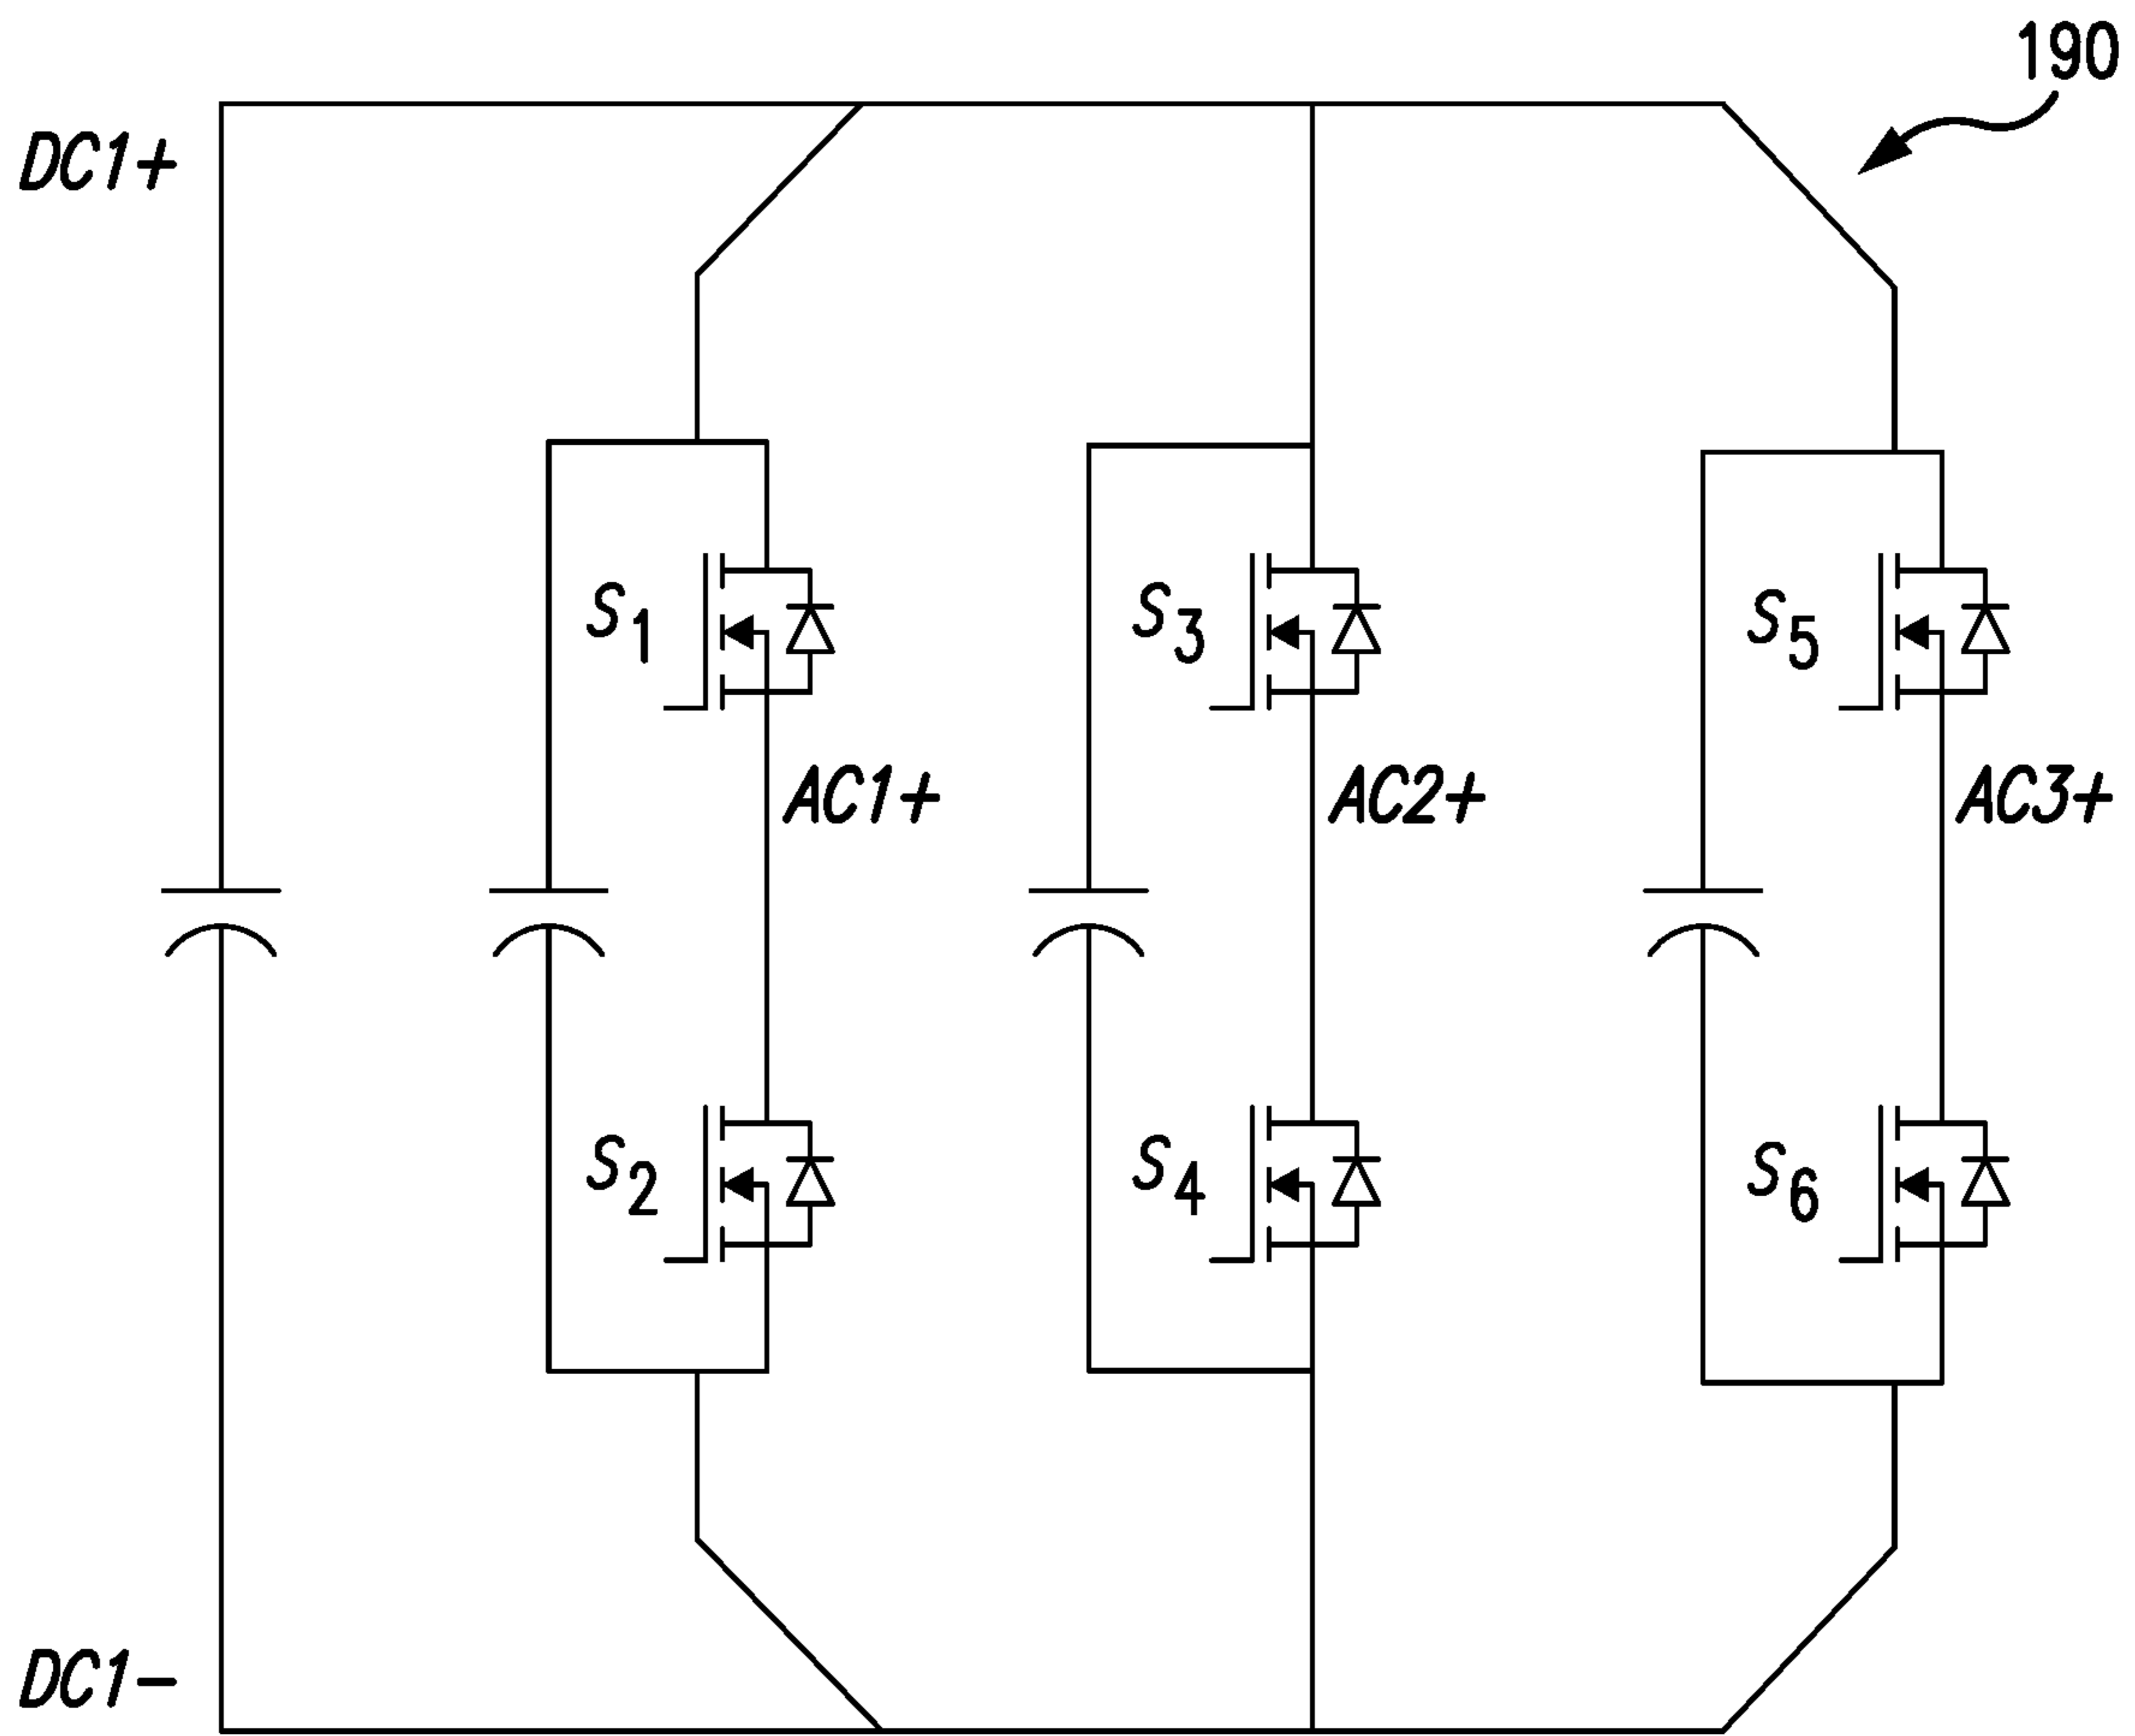 190
DC1+
S1
S3
S5
AC1+
AC2+
AC3+
S2
S4
S6
DC1-